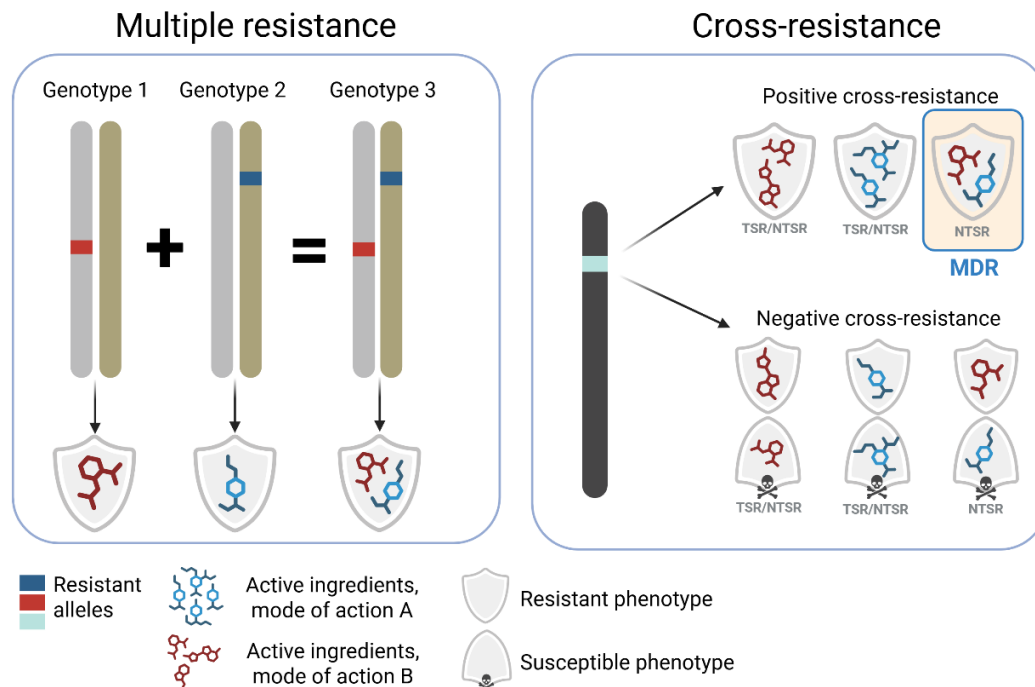 Multiple resistance
Genotype 1
Genotype 2
Genotype 3
Cross-resistance
Positive cross-resistance
TSR/NTSR
TSR/NTSR
NTSR
MDR
Negative cross-resistance
TSR/NTSR
TSR/NTSR
NTSR
Resistant
alleles
Active ingredients,
mode of action A
Active ingredients,
mode of action B
Resistant phenotype
Susceptible phenotype